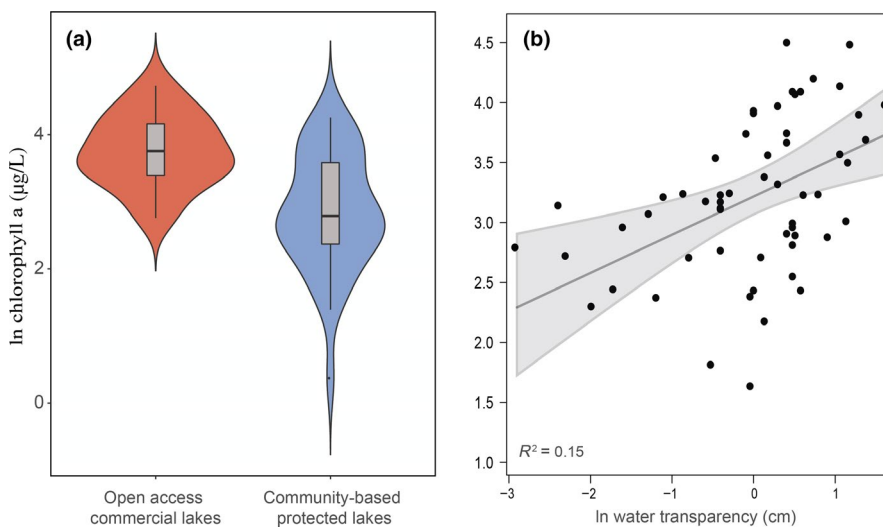 (a)
ln chlorophyll a (µg/L)
4
2
0
Open access
commercial lakes
Community-based
protected lakes
(b)
4.5
4.0
3.5
3.0
2.5
2.0
1.5
1.0
R² = 0.15
−3
−2
−1
0
1
ln water transparency (cm)